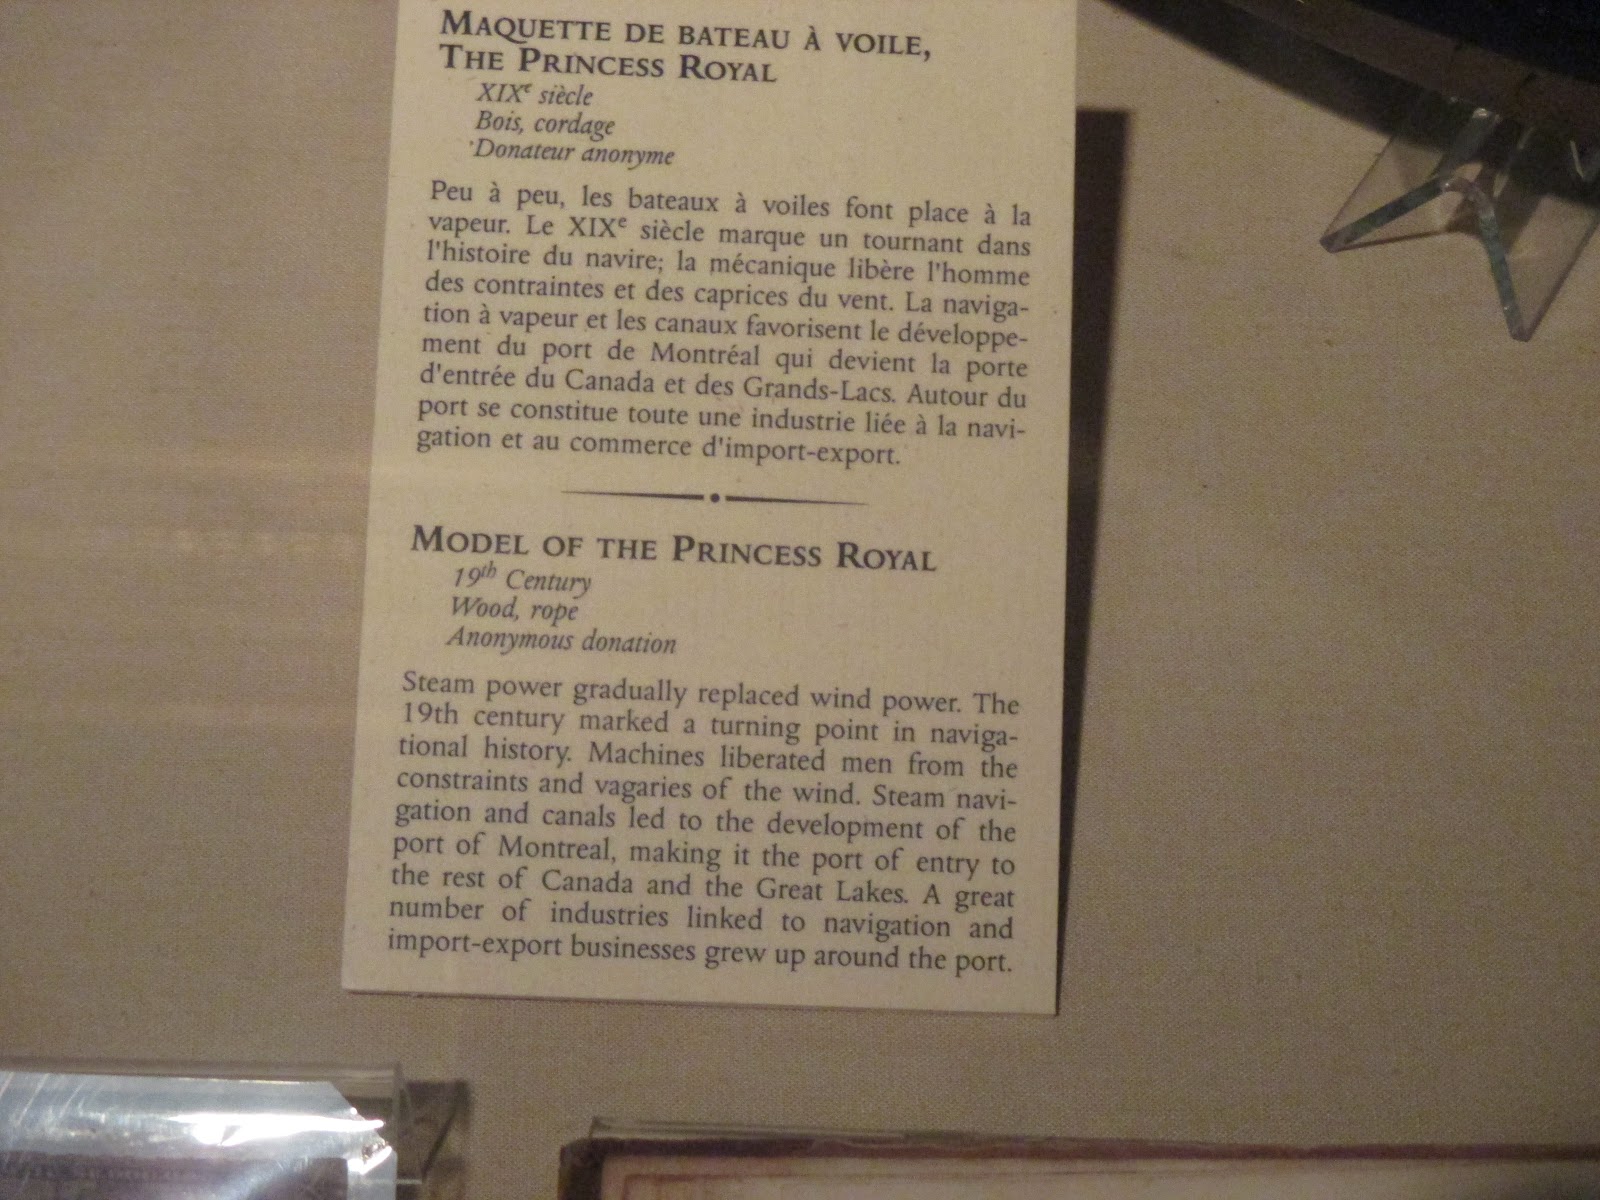 MAQUETTE DE BATEAU À VOILE,
THE PRINCESS ROYAL
XIXe siècle
Bois, cordage
Donateur anonyme
Peu à peu, les bateaux à voiles font place à la
vapeur. Le XIXe siècle marque un tournant dans
l'histoire du navire; la mécanique libère l'homme
des contraintes et des caprices du vent. La naviga-
tion à vapeur et les canaux favorisent le développe-
ment du port de Montréal qui devient la porte
d'entrée du Canada et des Grands-Lacs. Autour du
port se constitue toute une industrie liée à la navi-
gation et au commerce d'import-export.
MODEL OF THE PRINCESS ROYAL
19th Century
Wood, rope
Anonymous donation
Steam power gradually replaced wind power. The
19th century marked a turning point in naviga-
tional history. Machines liberated men from the
constraints and vagaries of the wind. Steam navi-
gation and canals led to the development of the
port of Montreal, making it the port of entry to
the rest of Canada and the Great Lakes. A great
number of industries linked to navigation and
import-export businesses grew up around the port.